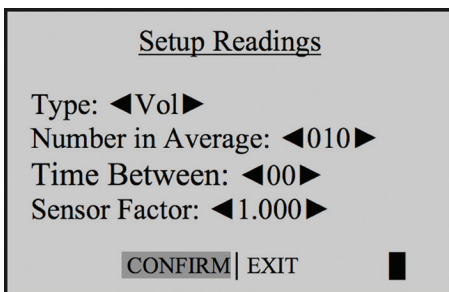 Setup Readings
Type: ◀Vol▶
Number in Average: ◀010▶
Time Between: ◀00▶
Sensor Factor: ◀1.000▶
CONFIRM| EXIT